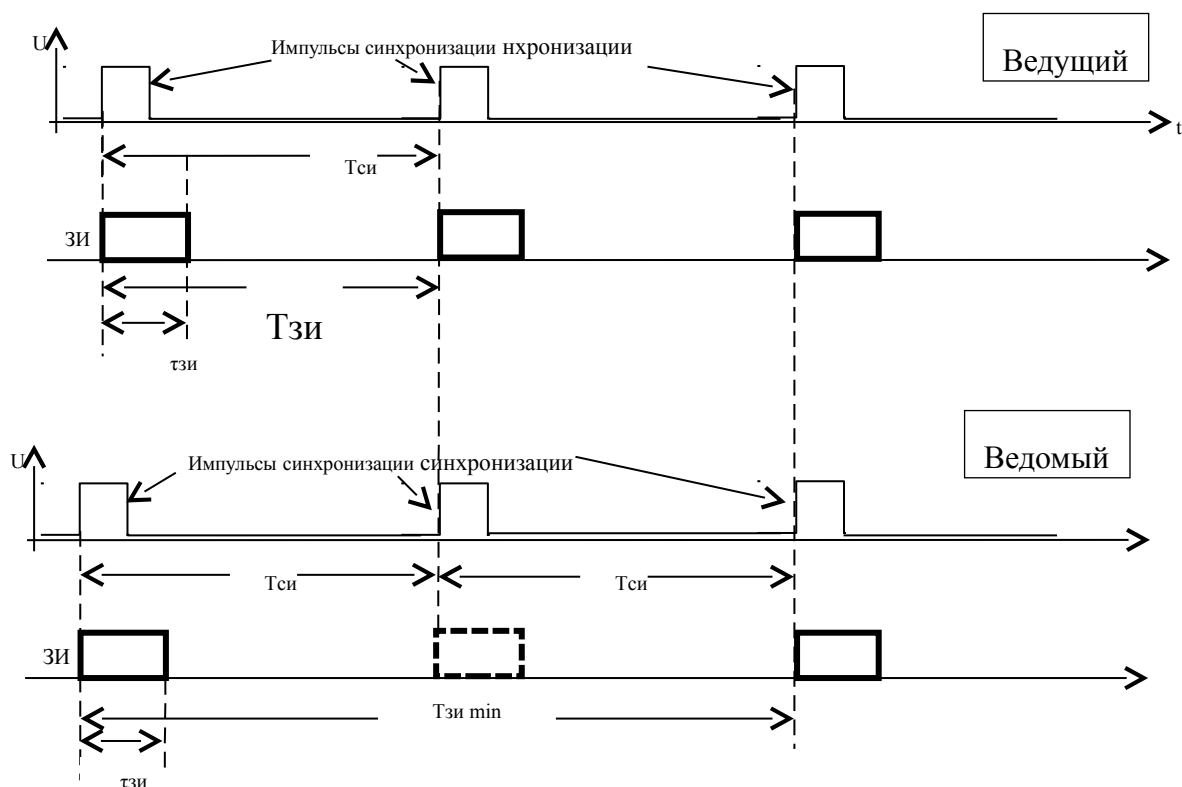 U
Импульсы синхронизации нхронизации
Ведущий
t
Тси
ЗИ
Тзи
τзи
Ведомый
U
Импульсы синхронизации синхронизации
Тси
Тси
ЗИ
Тзи min
τзи